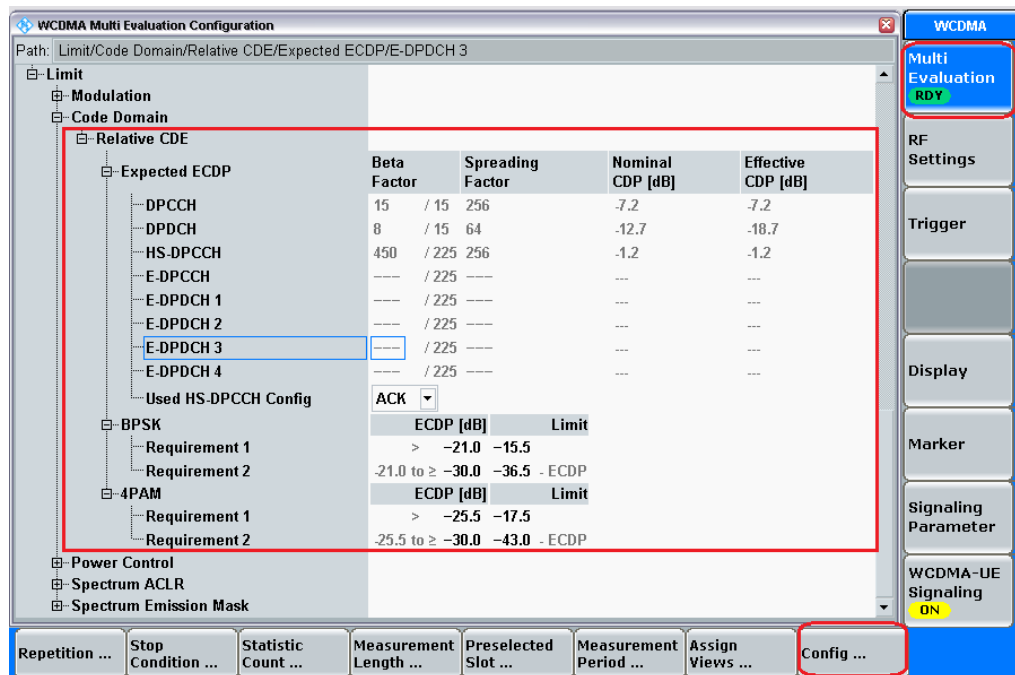 WCDMA Multi Evaluation Configuration
Path: Limit/Code Domain/Relative CDE/Expected ECDP/E-DPDCH 3
Limit
Modulation
Code Domain
Relative CDE
Expected ECDP Beta Factor Spreading Factor Nominal CDP [dB] Effective CDP [dB]
DPCCH 15 / 15 256 -7.2 -7.2
DPDCH 8 / 15 64 -12.7 -18.7
HS-DPCCH 450 / 225 256 -1.2 -1.2
E-DPCCH --- / 225 --- --- ---
E-DPDCH 1 --- / 225 --- --- ---
E-DPDCH 2 --- / 225 --- --- ---
E-DPDCH 3 --- / 225 --- --- ---
E-DPDCH 4 --- / 225 --- --- ---
Used HS-DPCCH Config ACK
BPSK ECDP [dB] Limit
Requirement 1 > −21.0 −15.5
Requirement 2 -21.0 to ≥ −30.0 −36.5 - ECDP
4PAM ECDP [dB] Limit
Requirement 1 > −25.5 −17.5
Requirement 2 -25.5 to ≥ −30.0 −43.0 - ECDP
Power Control
Spectrum ACLR
Spectrum Emission Mask
WCDMA
Multi
Evaluation
RDY
RF
Settings
Trigger
Display
Marker
Signaling
Parameter
WCDMA-UE
Signaling
ON
Repetition ...
Stop
Condition ...
Statistic
Count ...
Measurement
Length ...
Preselected
Slot ...
Measurement
Period ...
Assign
Views ...
Config ...